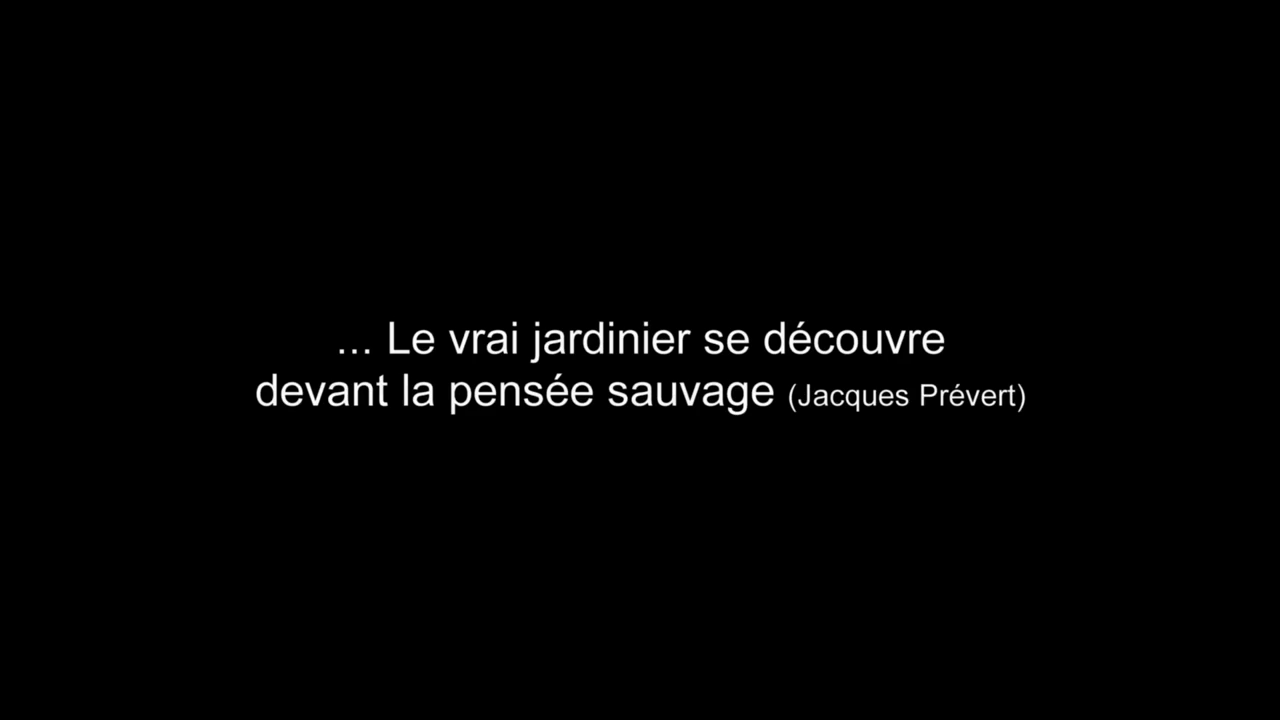 ... Le vrai jardinier se découvre
devant la pensée sauvage (Jacques Prévert)